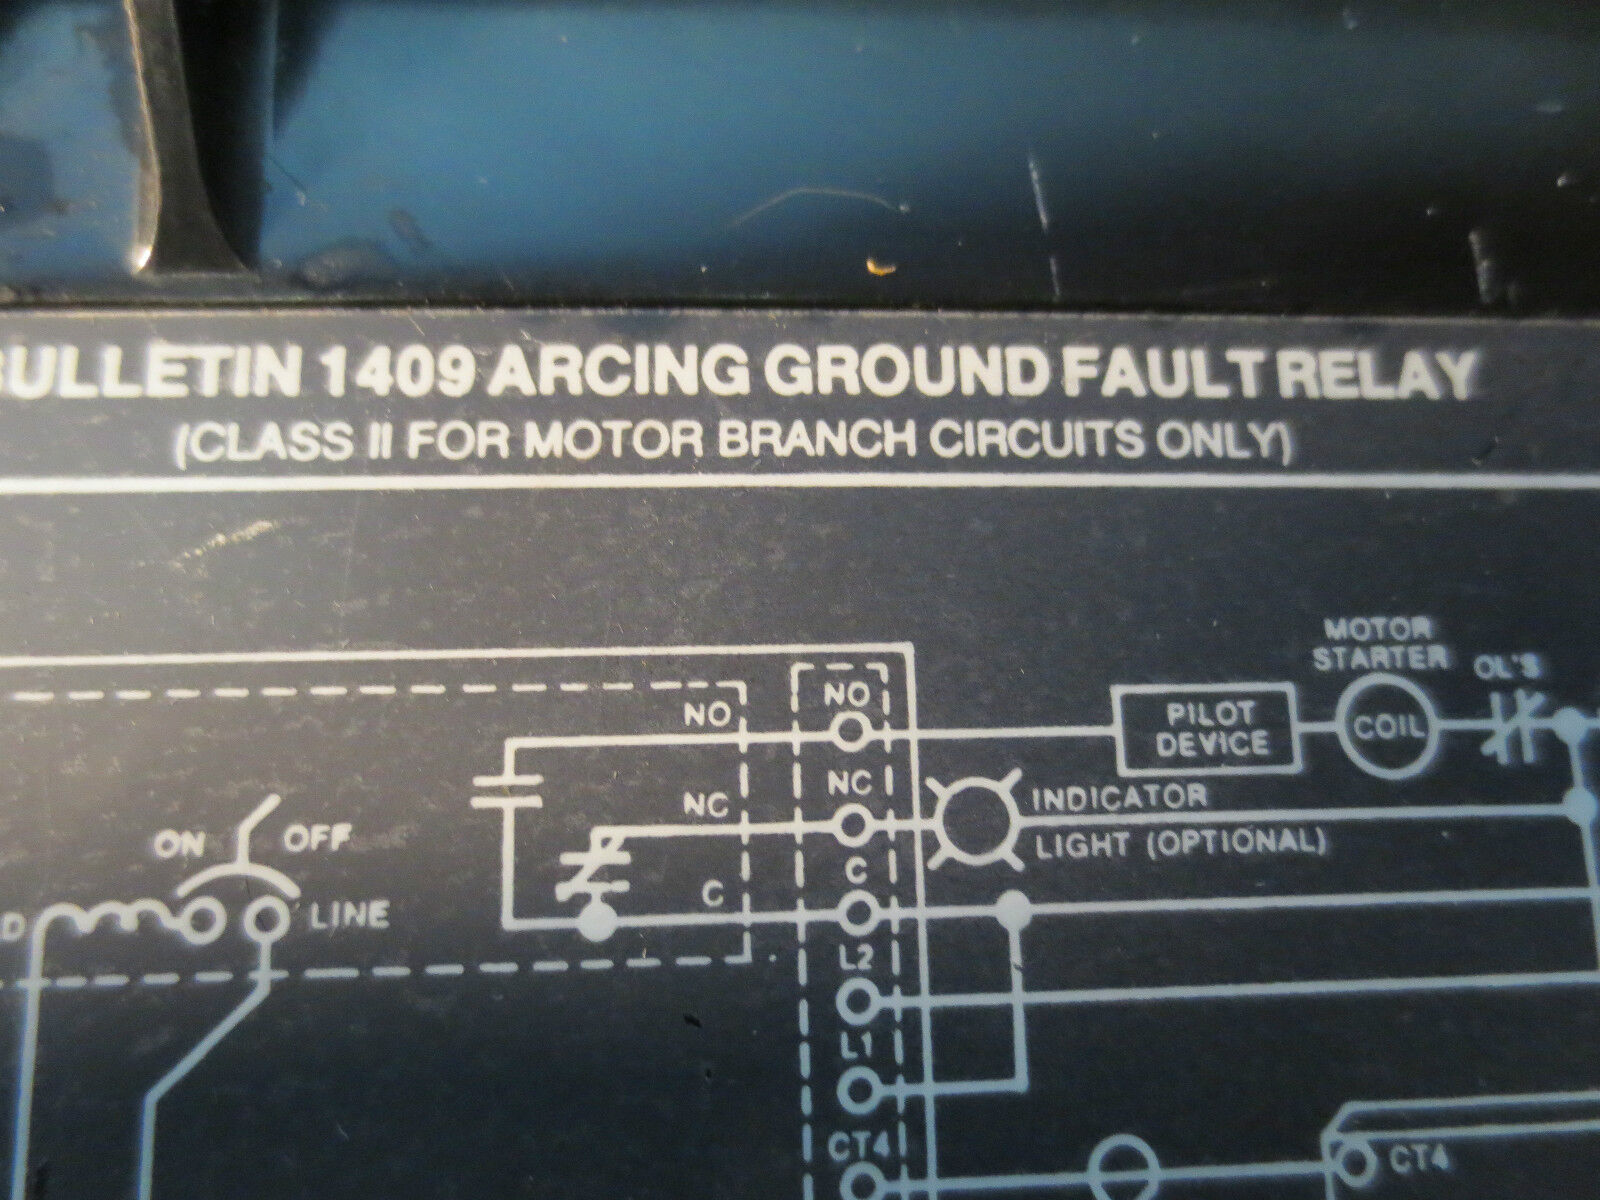 BULLETIN 1409 ARCING GROUND FAULT RELAY
(CLASS II FOR MOTOR BRANCH CIRCUITS ONLY)
MOTOR
STARTER
OL'S
NO
NO
PILOT
DEVICE
COIL
NC
NC
INDICATOR
LIGHT (OPTIONAL)
ON
OFF
C
C
D
LINE
L2
L1
CT4
CT4